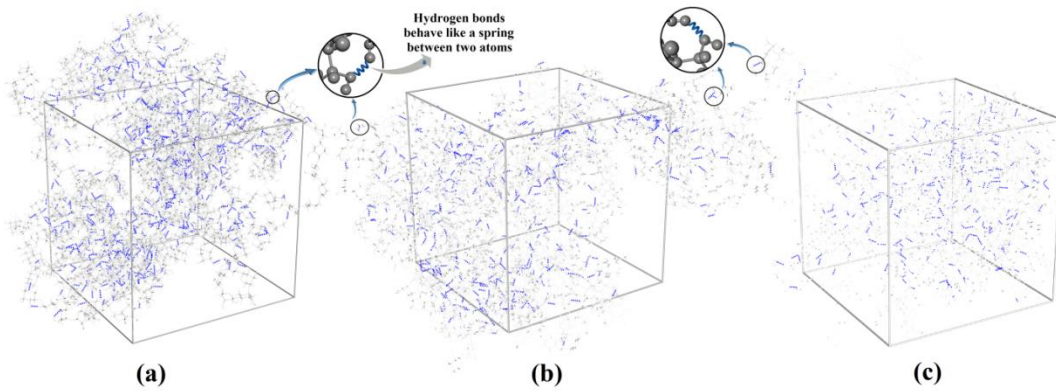 Hydrogen bonds
behave like a spring
between two atoms
(a)
(b)
(c)